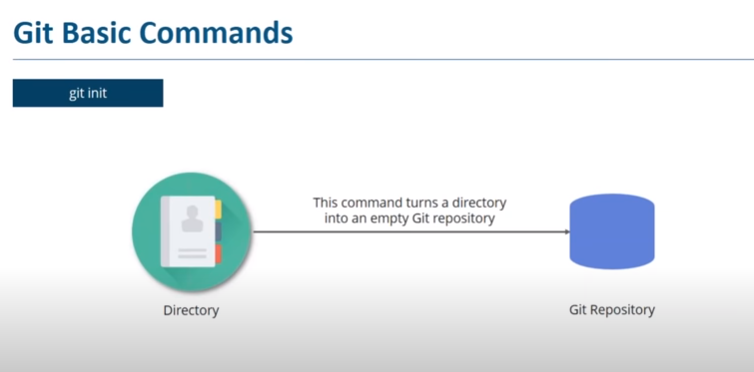 Git Basic Commands
git init
This command turns a directory
into an empty Git repository
Directory
Git Repository